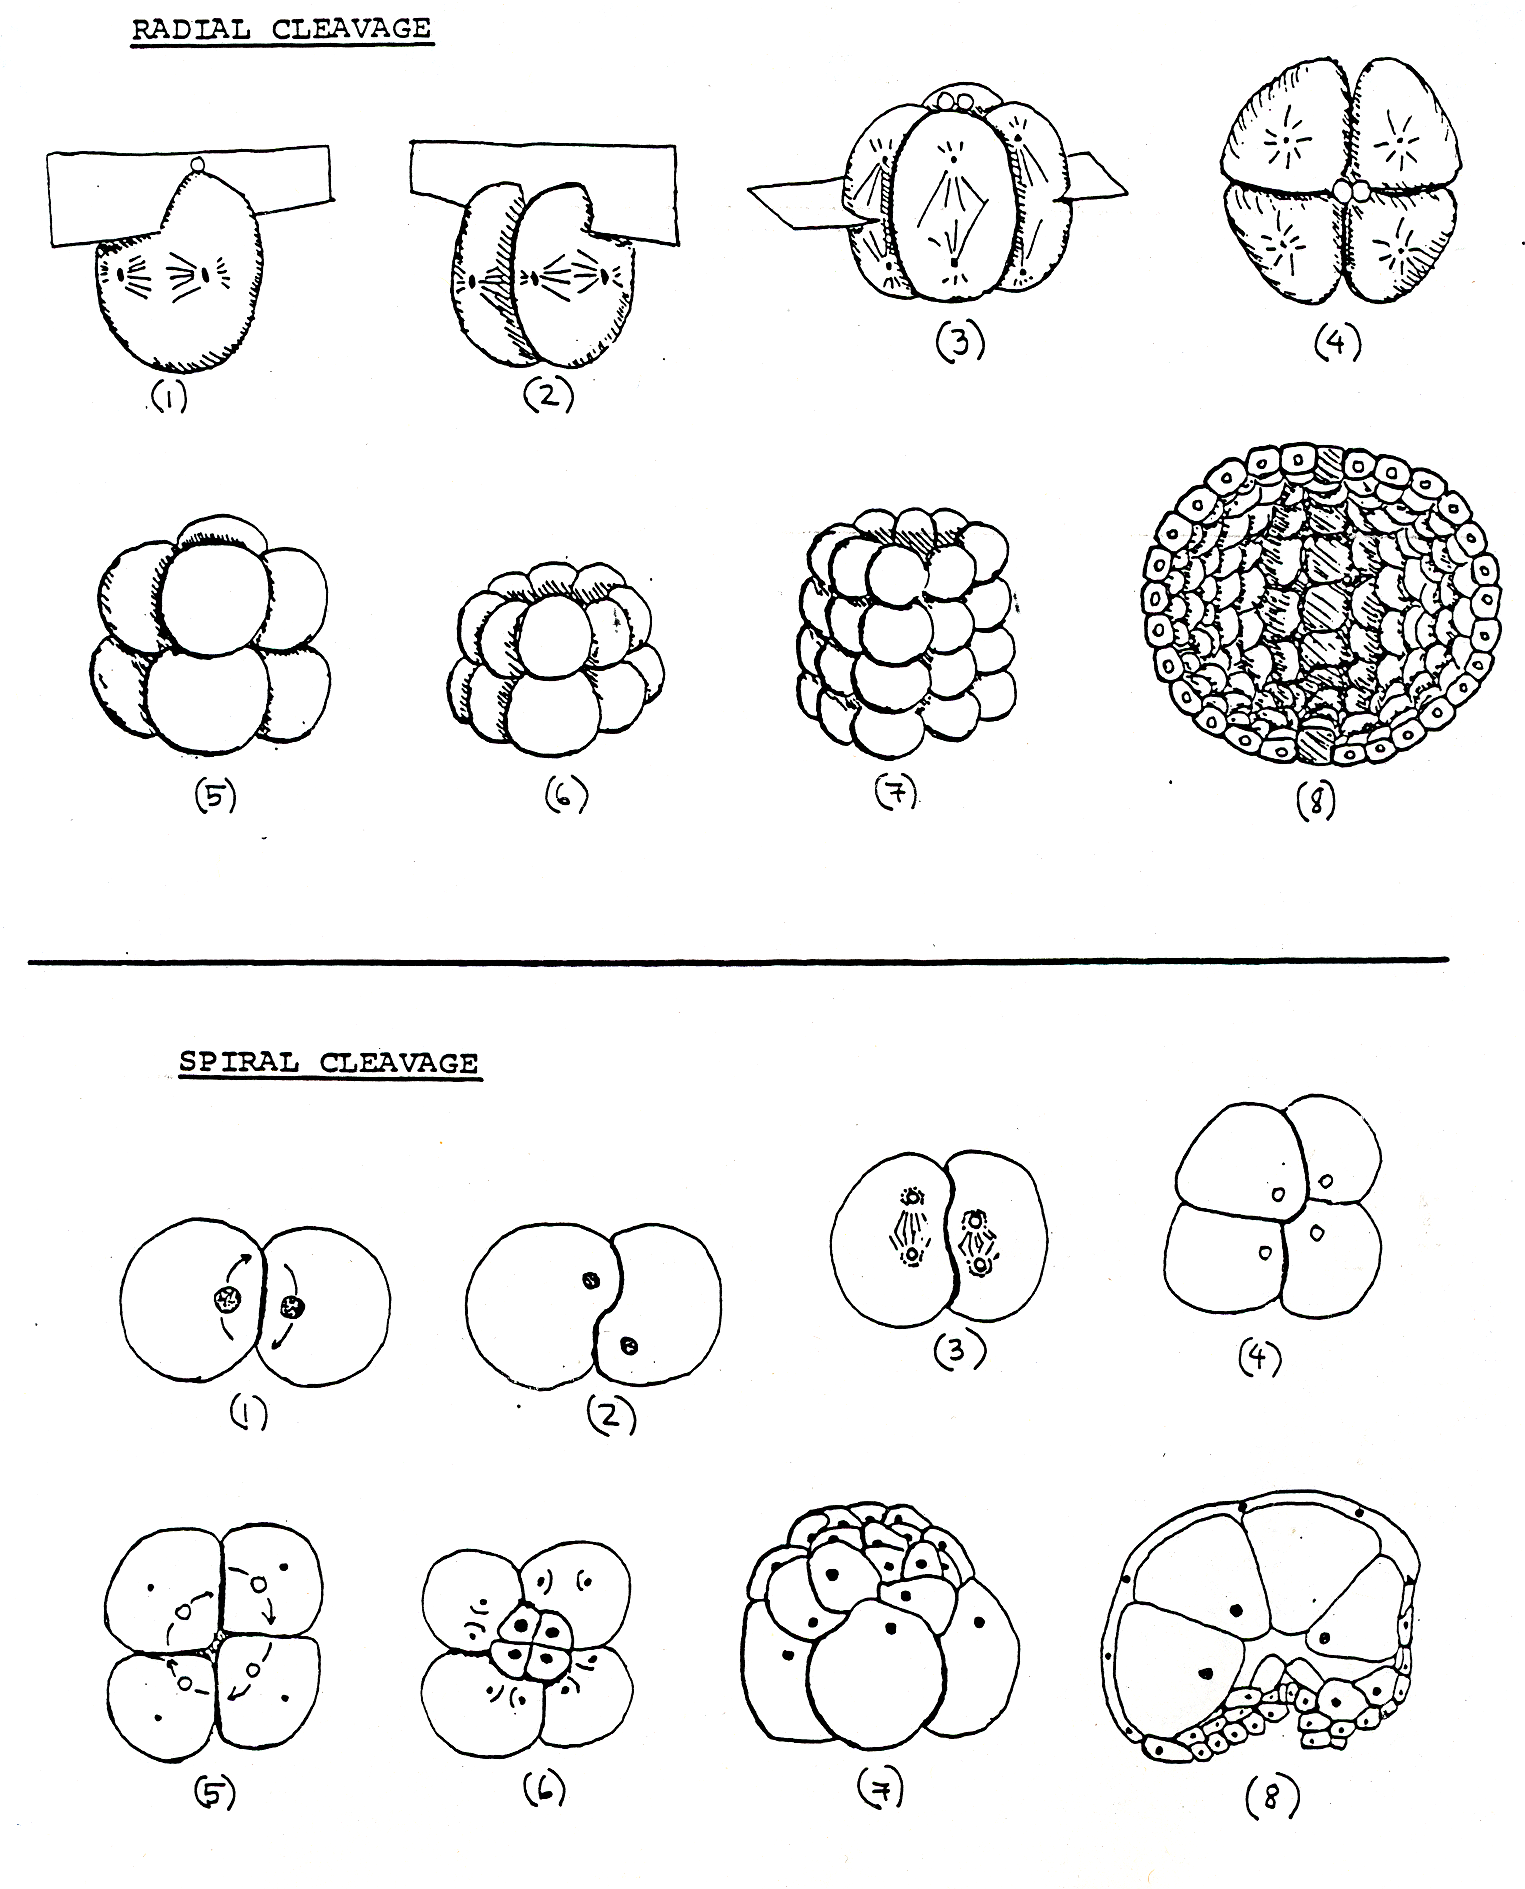 RADIAL CLEAVAGE
(1) (2) (3) (4)
(5) (6) (7) (8)
SPIRAL CLEAVAGE
(1) (2) (3) (4)
(5) (6) (7) (8)